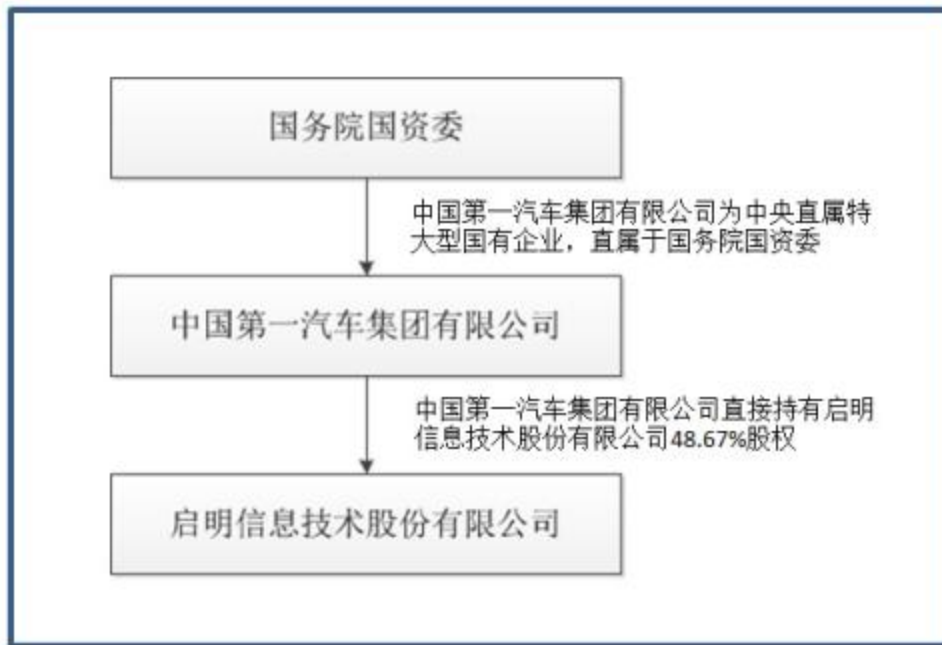 国务院国资委
中国第一汽车集团有限公司为中央直属特
大型国有企业，直属于国务院国资委
中国第一汽车集团有限公司
中国第一汽车集团有限公司直接持有启明
信息技术股份有限公司48.67%股权
启明信息技术股份有限公司